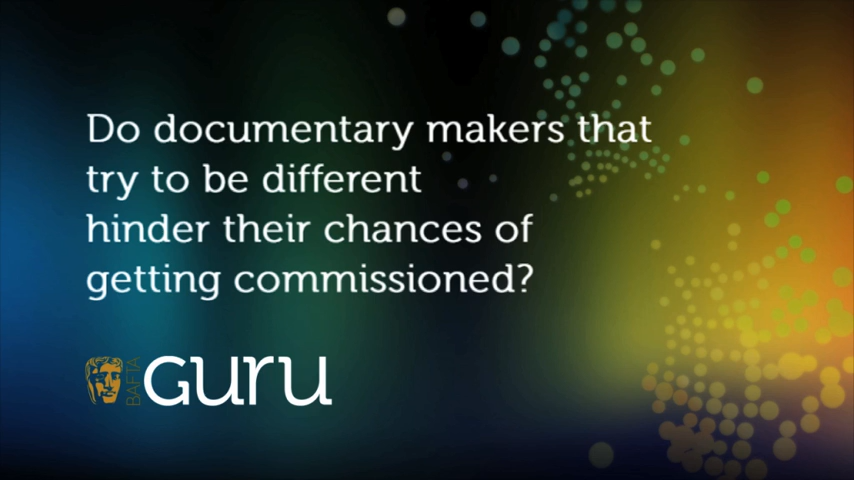 Do documentary makers that
try to be different
hinder their chances of
getting commissioned?
BAFTA
Guru